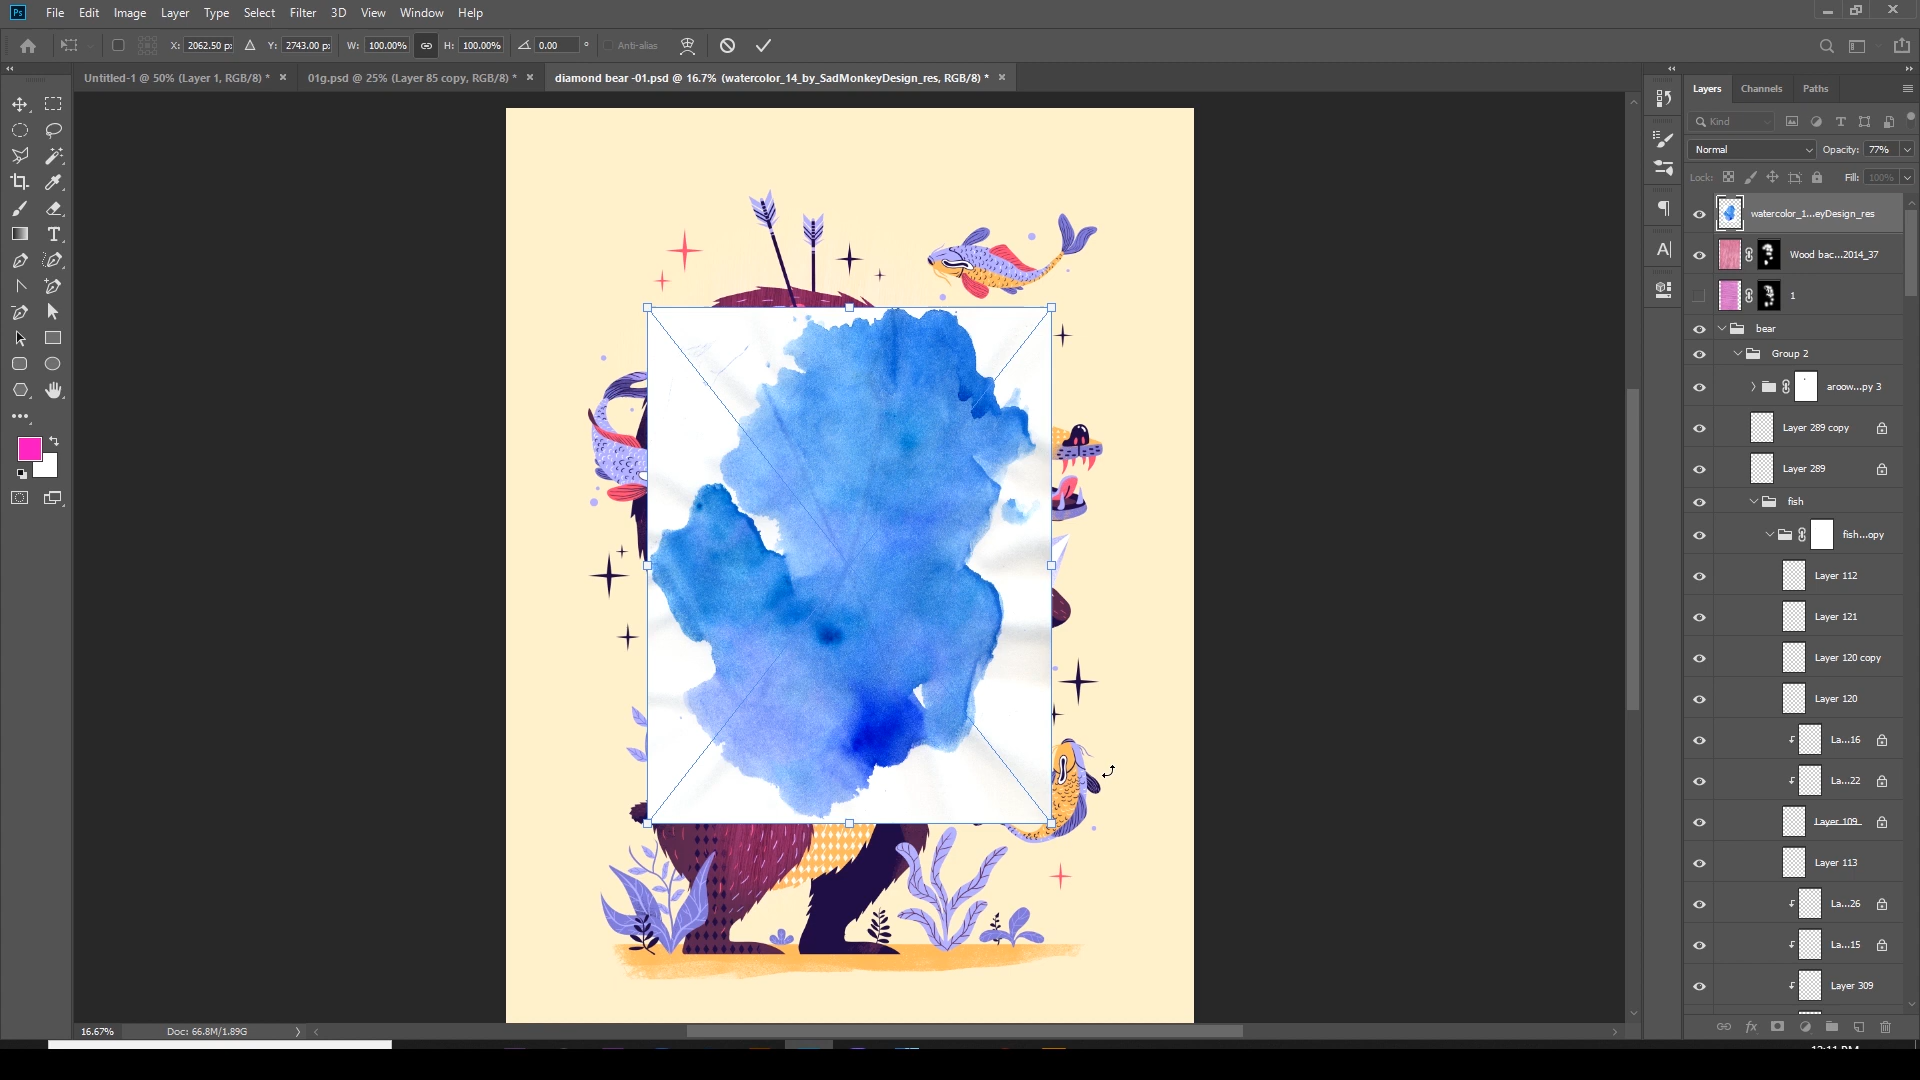 Ps File Edit Image Layer Type Select Filter 3D View Window Help
X: 2062.50 p: Y: 2743.00 p: W: 100.00% H: 100.00% 0.00 ° Anti-alias
Untitled-1 @ 50% (Layer 1, RGB/8) * 01g.psd @ 25% (Layer 85 copy, RGB/8) * diamond bear -01.psd @ 16.7% (watercolor_14_by_SadMonkeyDesign_res, RGB/8) *
Layers Channels Paths
Kind
Normal Opacity: 77%
Lock: Fill: 100%
watercolor_1...eyDesign_res
Wood bac...2014_37
1
bear
Group 2
aroow...py 3
Layer 289 copy
Layer 289
fish
fish...opy
Layer 112
Layer 121
Layer 120 copy
Layer 120
La...16
La...22
Layer 109
Layer 113
La...26
La...15
Layer 309
16.67% Doc: 66.8M/1.89G